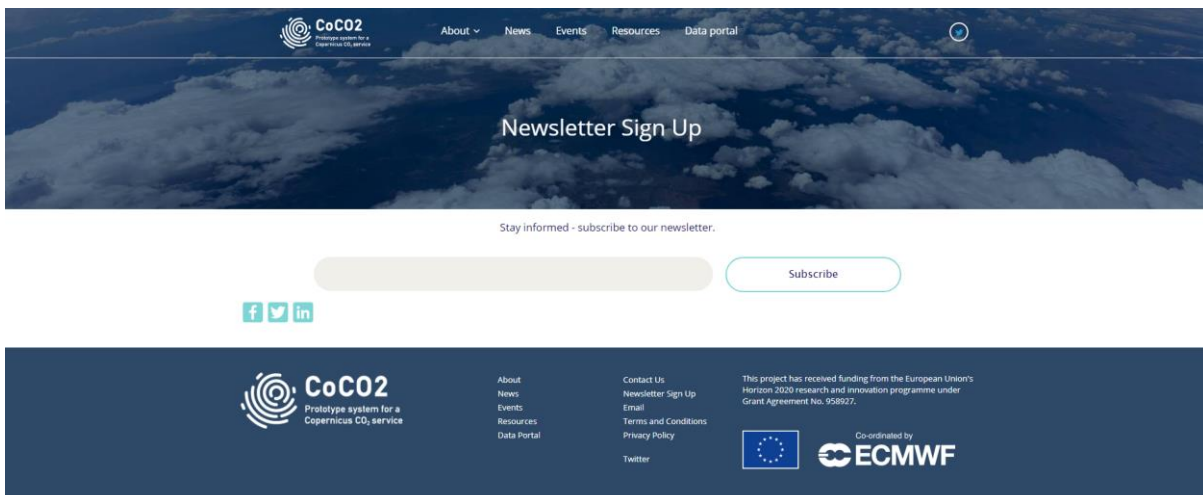 CoCO2
Prototype system for a
Copernicus CO₂ service
About News Events Resources Data portal
Newsletter Sign Up
Stay informed - subscribe to our newsletter.
Subscribe
CoCO2
Prototype system for a
Copernicus CO₂ service
About
News
Events
Resources
Data Portal
Contact Us
Newsletter Sign Up
Email
Terms and Conditions
Privacy Policy
Twitter
This project has received funding from the European Union's
Horizon 2020 research and innovation programme under
Grant Agreement No. 958927.
Co-ordinated by
ECMWF